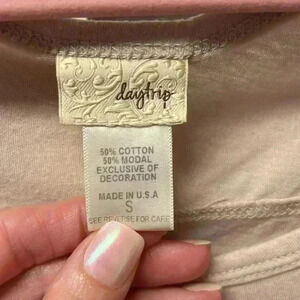 daytrip
50% COTTON
50% MODAL
EXCLUSIVE OF
DECORATION
MADE IN U.S.A
S
SEE REVERSE FOR CARE